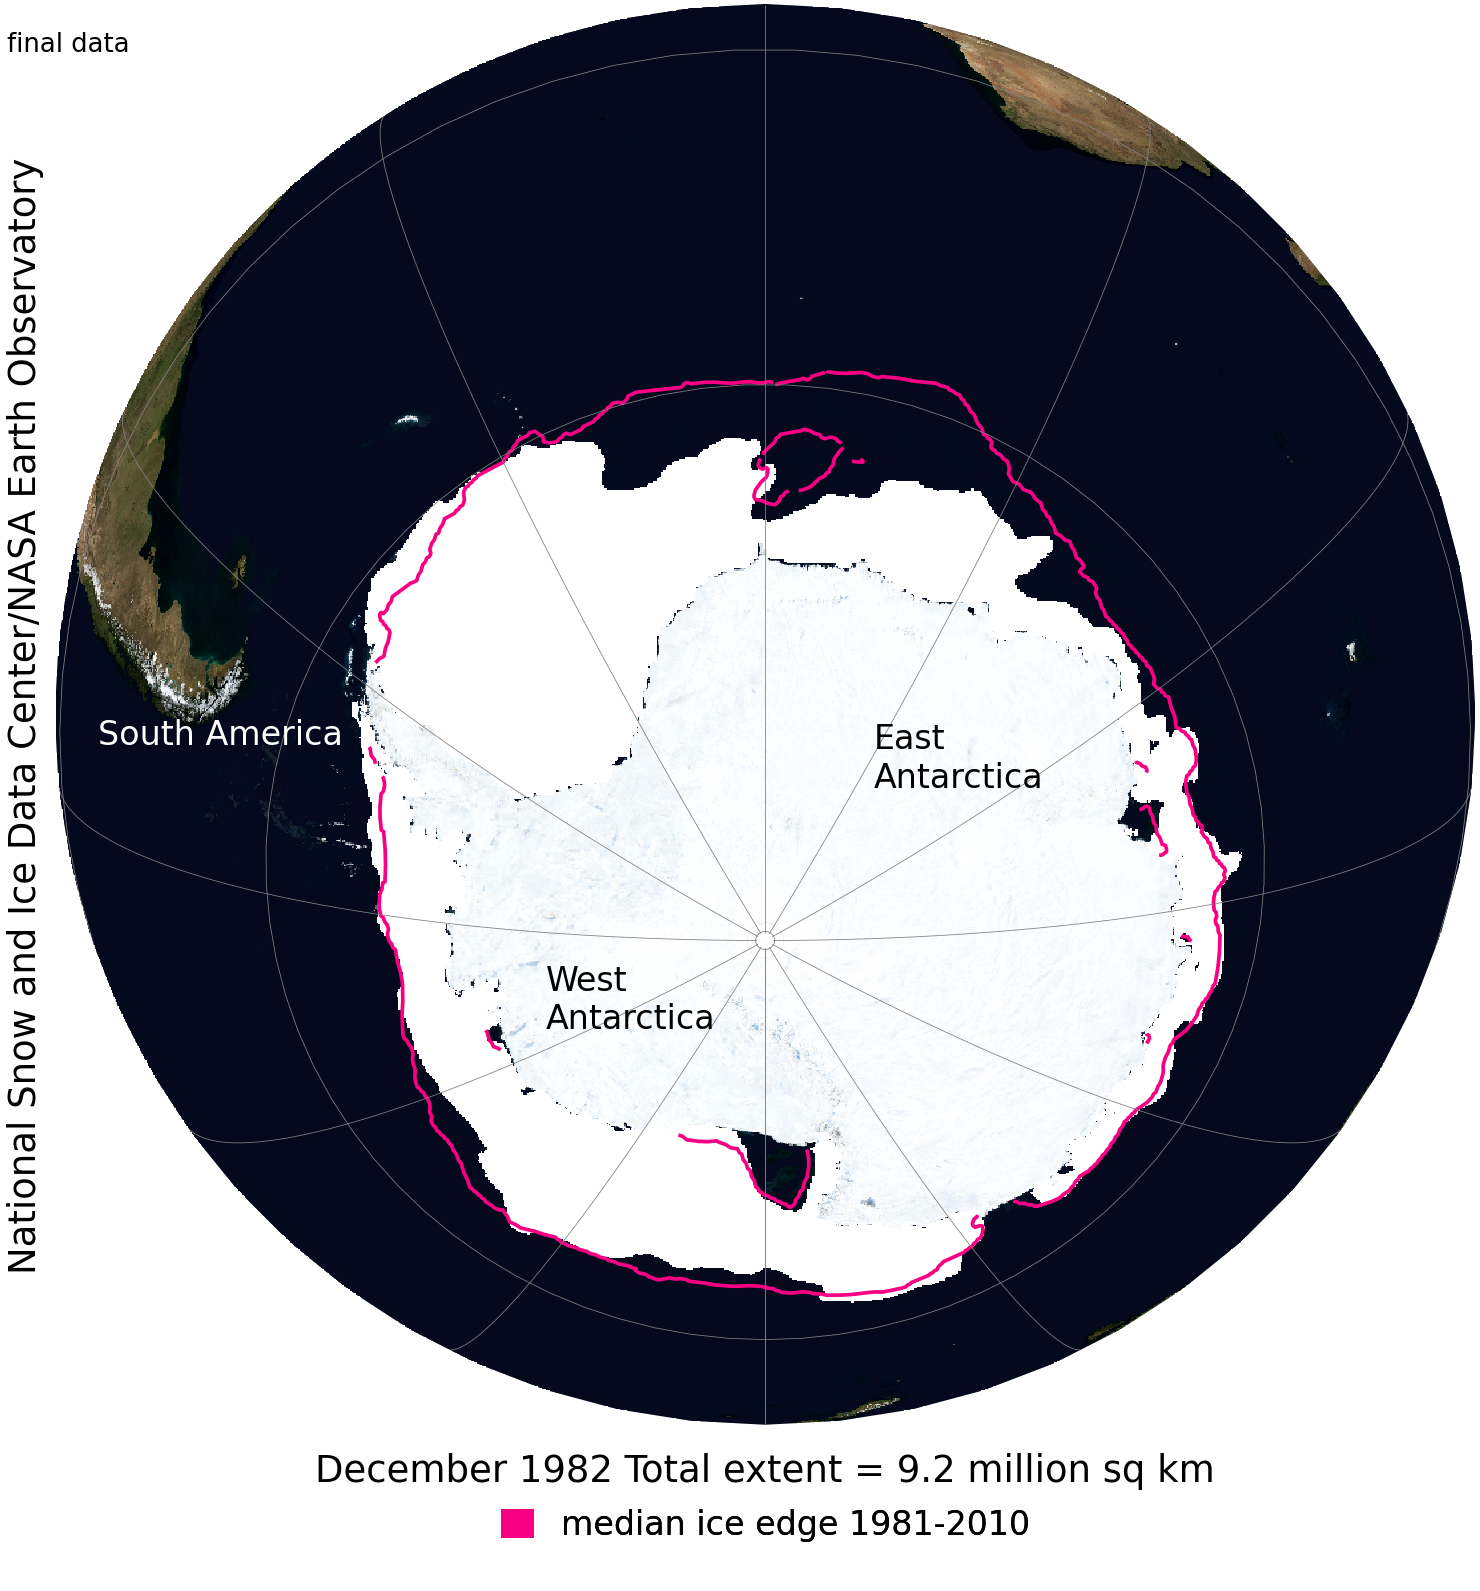 final data
National Snow and Ice Data Center/NASA Earth Observatory
South America
East
Antarctica
West
Antarctica
December 1982 Total extent = 9.2 million sq km
median ice edge 1981-2010